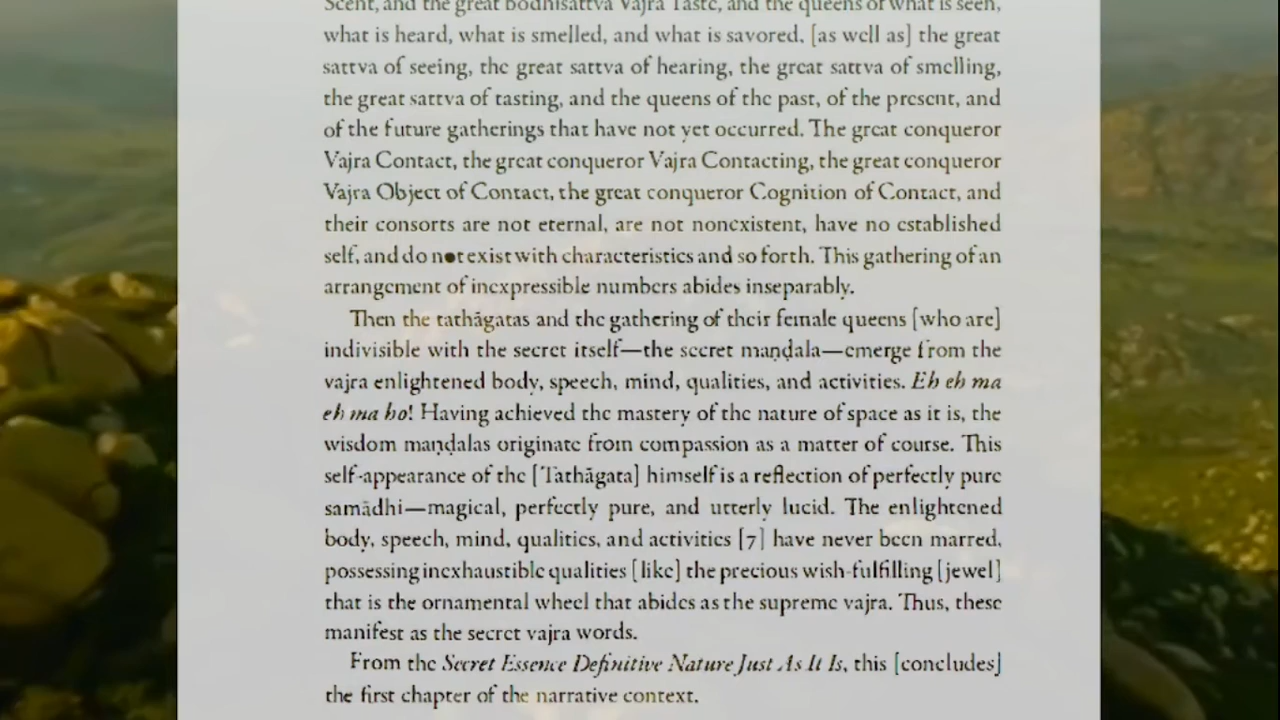 Scent, and the great bodhisattva Vajra Taste, and the queens of what is seen,
what is heard, what is smelled, and what is savored, [as well as] the great
sattva of seeing, the great sattva of hearing, the great sattva of smelling,
the great sattva of tasting, and the queens of the past, of the present, and
of the future gatherings that have not yet occurred. The great conqueror
Vajra Contact, the great conqueror Vajra Contacting, the great conqueror
Vajra Object of Contact, the great conqueror Cognition of Contact, and
their consorts are not eternal, are not nonexistent, have no established
self, and do not exist with characteristics and so forth. This gathering of an
arrangement of inexpressible numbers abides inseparably.
Then the tathāgatas and the gathering of their female queens [who are]
indivisible with the secret itself—the secret maṇḍala—emerge from the
vajra enlightened body, speech, mind, qualities, and activities. Eh eh ma
eh ma ho! Having achieved the mastery of the nature of space as it is, the
wisdom maṇḍalas originate from compassion as a matter of course. This
self-appearance of the [Tathāgata] himself is a reflection of perfectly pure
samādhi—magical, perfectly pure, and utterly lucid. The enlightened
body, speech, mind, qualities, and activities [7] have never been marred,
possessing inexhaustible qualities [like] the precious wish-fulfilling [jewel]
that is the ornamental wheel that abides as the supreme vajra. Thus, these
manifest as the secret vajra words.
From the Secret Essence Definitive Nature Just As It Is, this [concludes]
the first chapter of the narrative context.